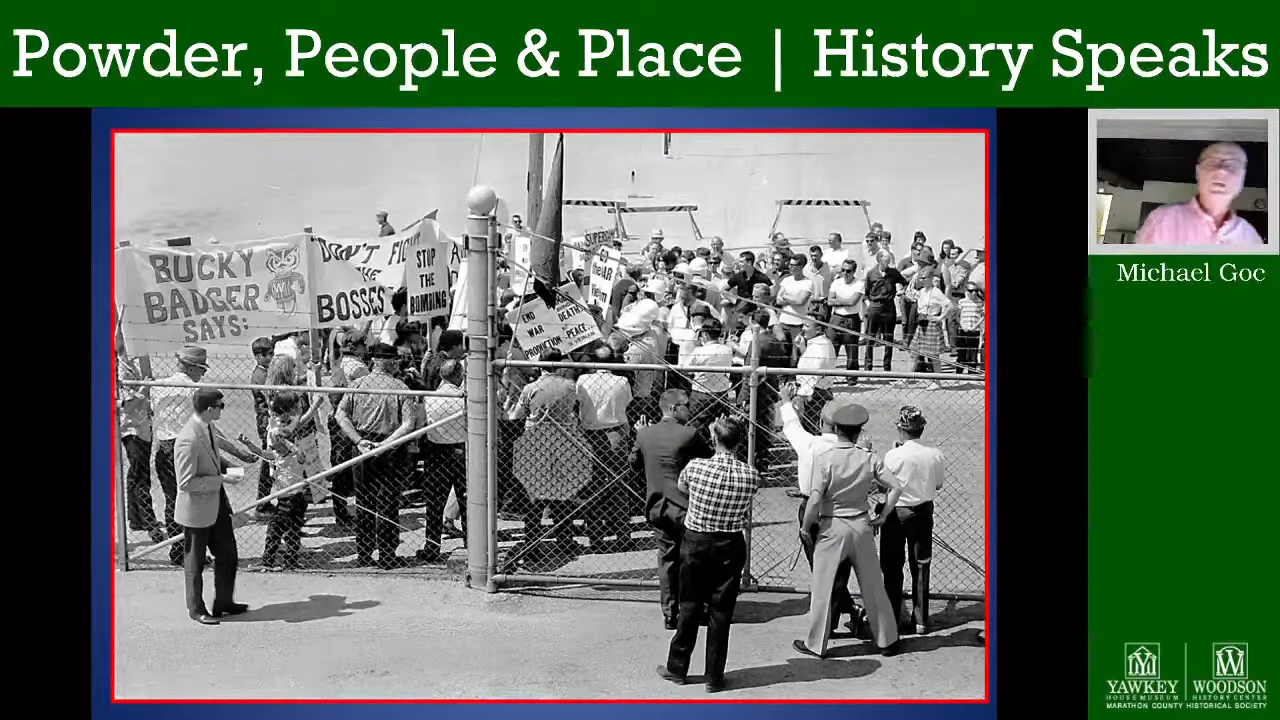 Powder, People & Place | History Speaks
BUCKY
BADGER
SAYS:
DON'T
BOSSES
STOP
THE
BOMBING
END
WAR
PRODUCTION
DEATH
PEACE
Michael Goc
YAWKEY
HOUSE MUSEUM
WOODSON
HISTORY CENTER
MARATHON COUNTY HISTORICAL SOCIETY